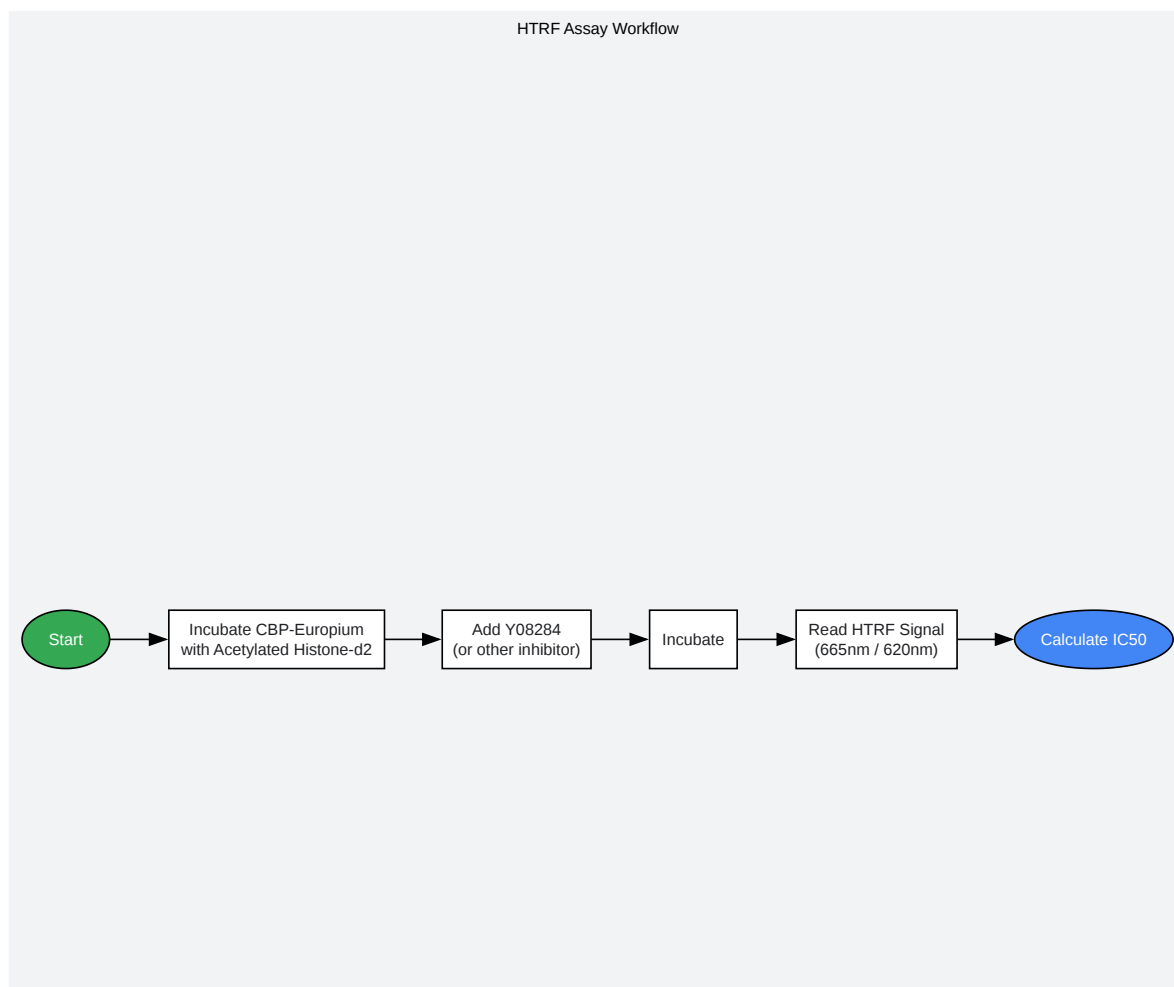 HTRF Assay Workflow
Start
Incubate CBP-Europium
with Acetylated Histone-d2
Add Y08284
(or other inhibitor)
Incubate
Read HTRF Signal
(665nm / 620nm)
Calculate IC50